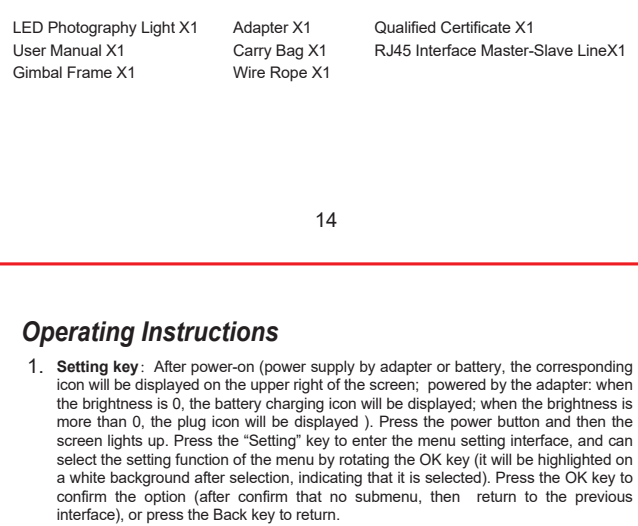 LED Photography Light X1 Adapter X1 Qualified Certificate X1
User Manual X1 Carry Bag X1 RJ45 Interface Master-Slave LineX1
Gimbal Frame X1 Wire Rope X1
14
Operating Instructions
1. Setting key: After power-on (power supply by adapter or battery, the corresponding
icon will be displayed on the upper right of the screen; powered by the adapter: when
the brightness is 0, the battery charging icon will be displayed; when the brightness is
more than 0, the plug icon will be displayed ). Press the power button and then the
screen lights up. Press the “Setting” key to enter the menu setting interface, and can
select the setting function of the menu by rotating the OK key (it will be highlighted on
a white background after selection, indicating that it is selected). Press the OK key to
confirm the option (after confirm that no submenu, then return to the previous
interface), or press the Back key to return.